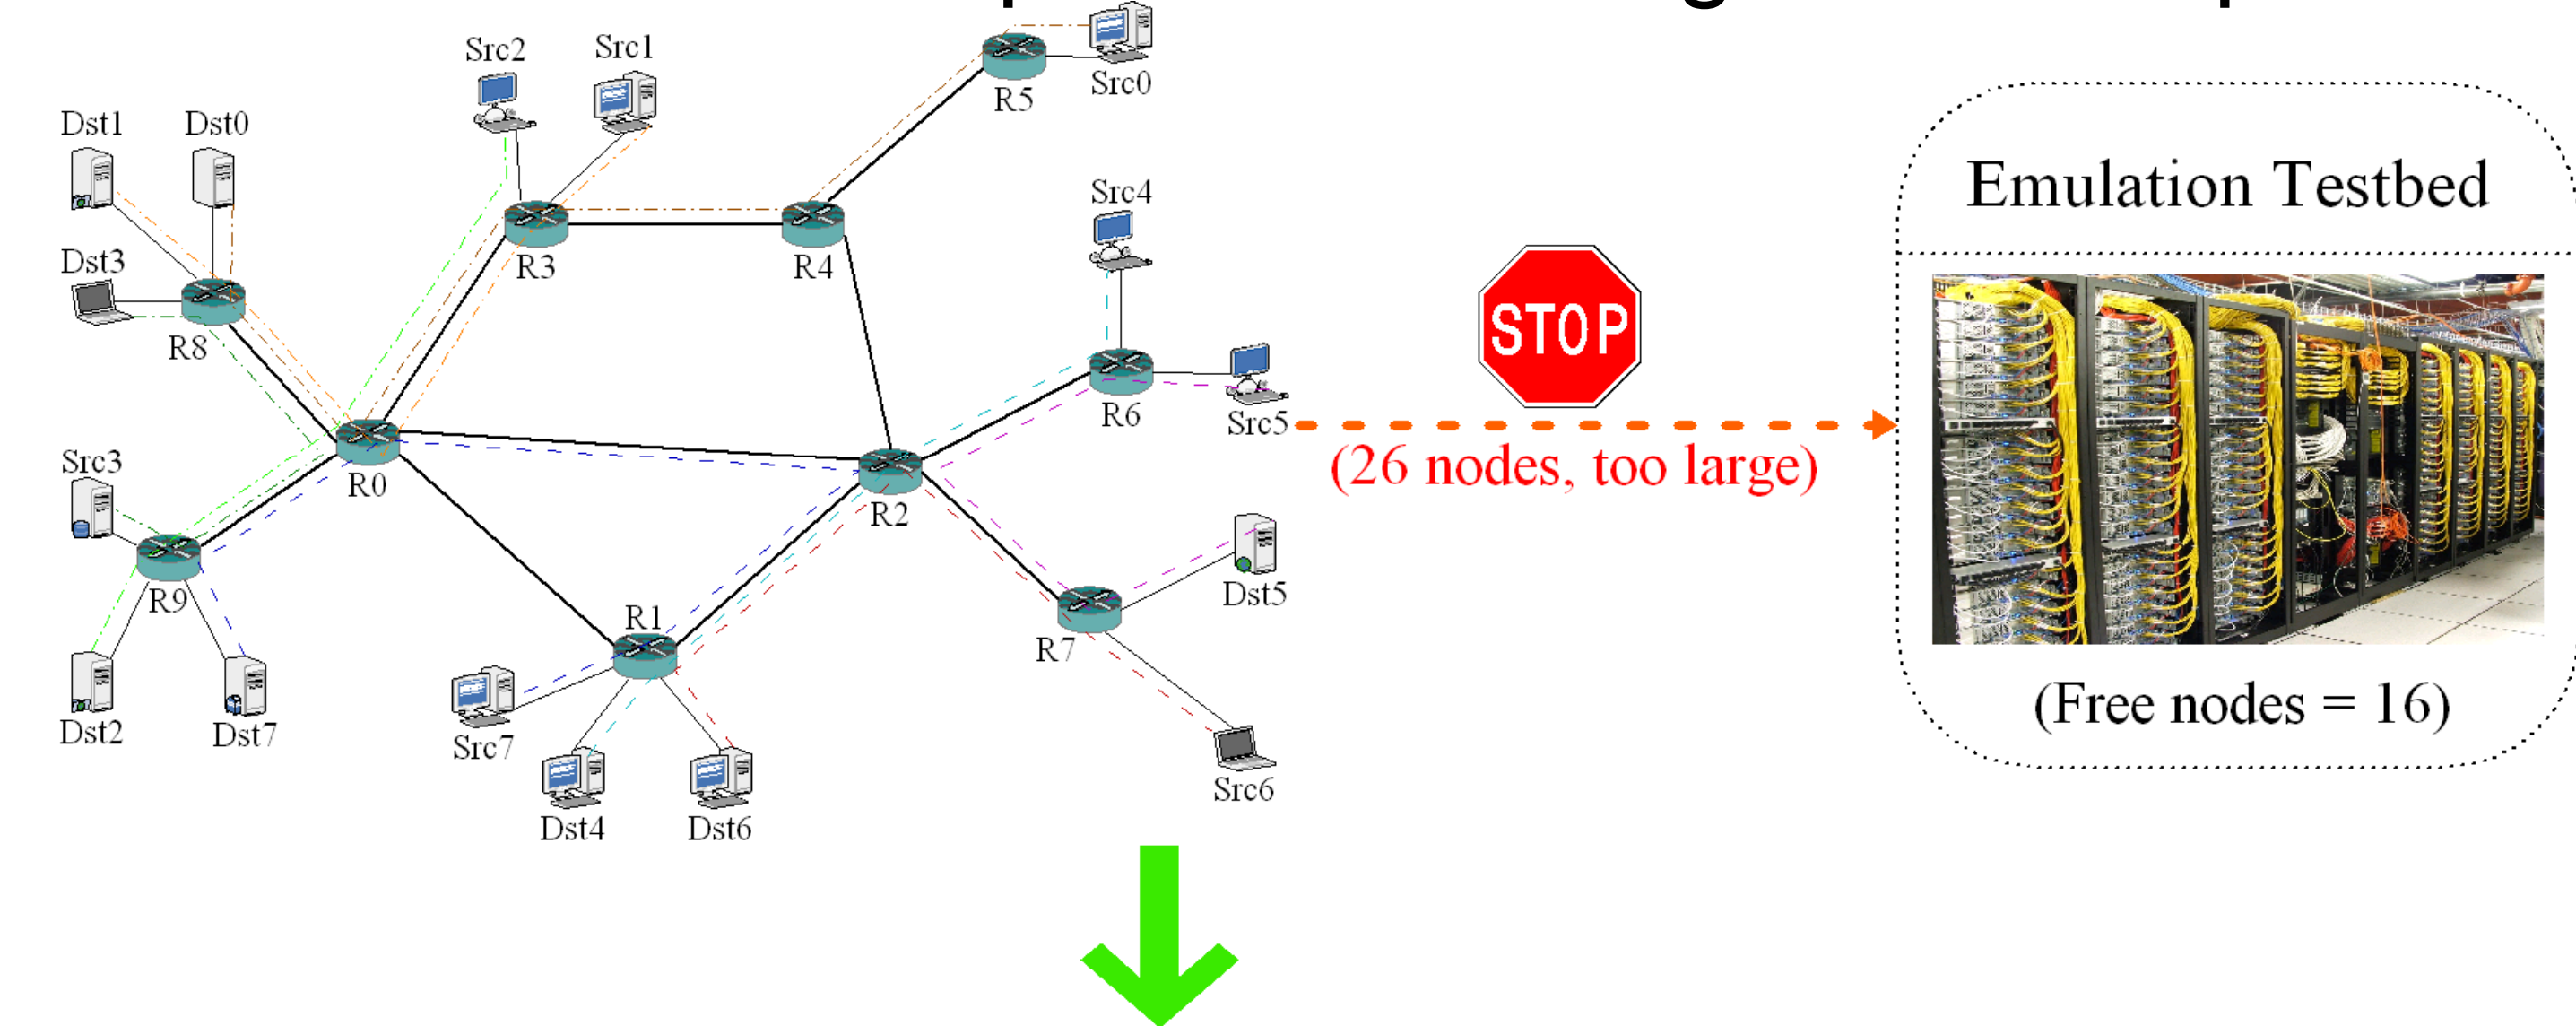 Src2
Src1
Src0
R5
Dst1
Dst0
Src4
Emulation Testbed
Dst3
R3
R4
STOP
R8
R6
Src5
(26 nodes, too large)
Src3
R0
R2
Dst5
R9
R1
R7
(Free nodes = 16)
Dst2
Dst7
Src7
Src6
Dst4
Dst6